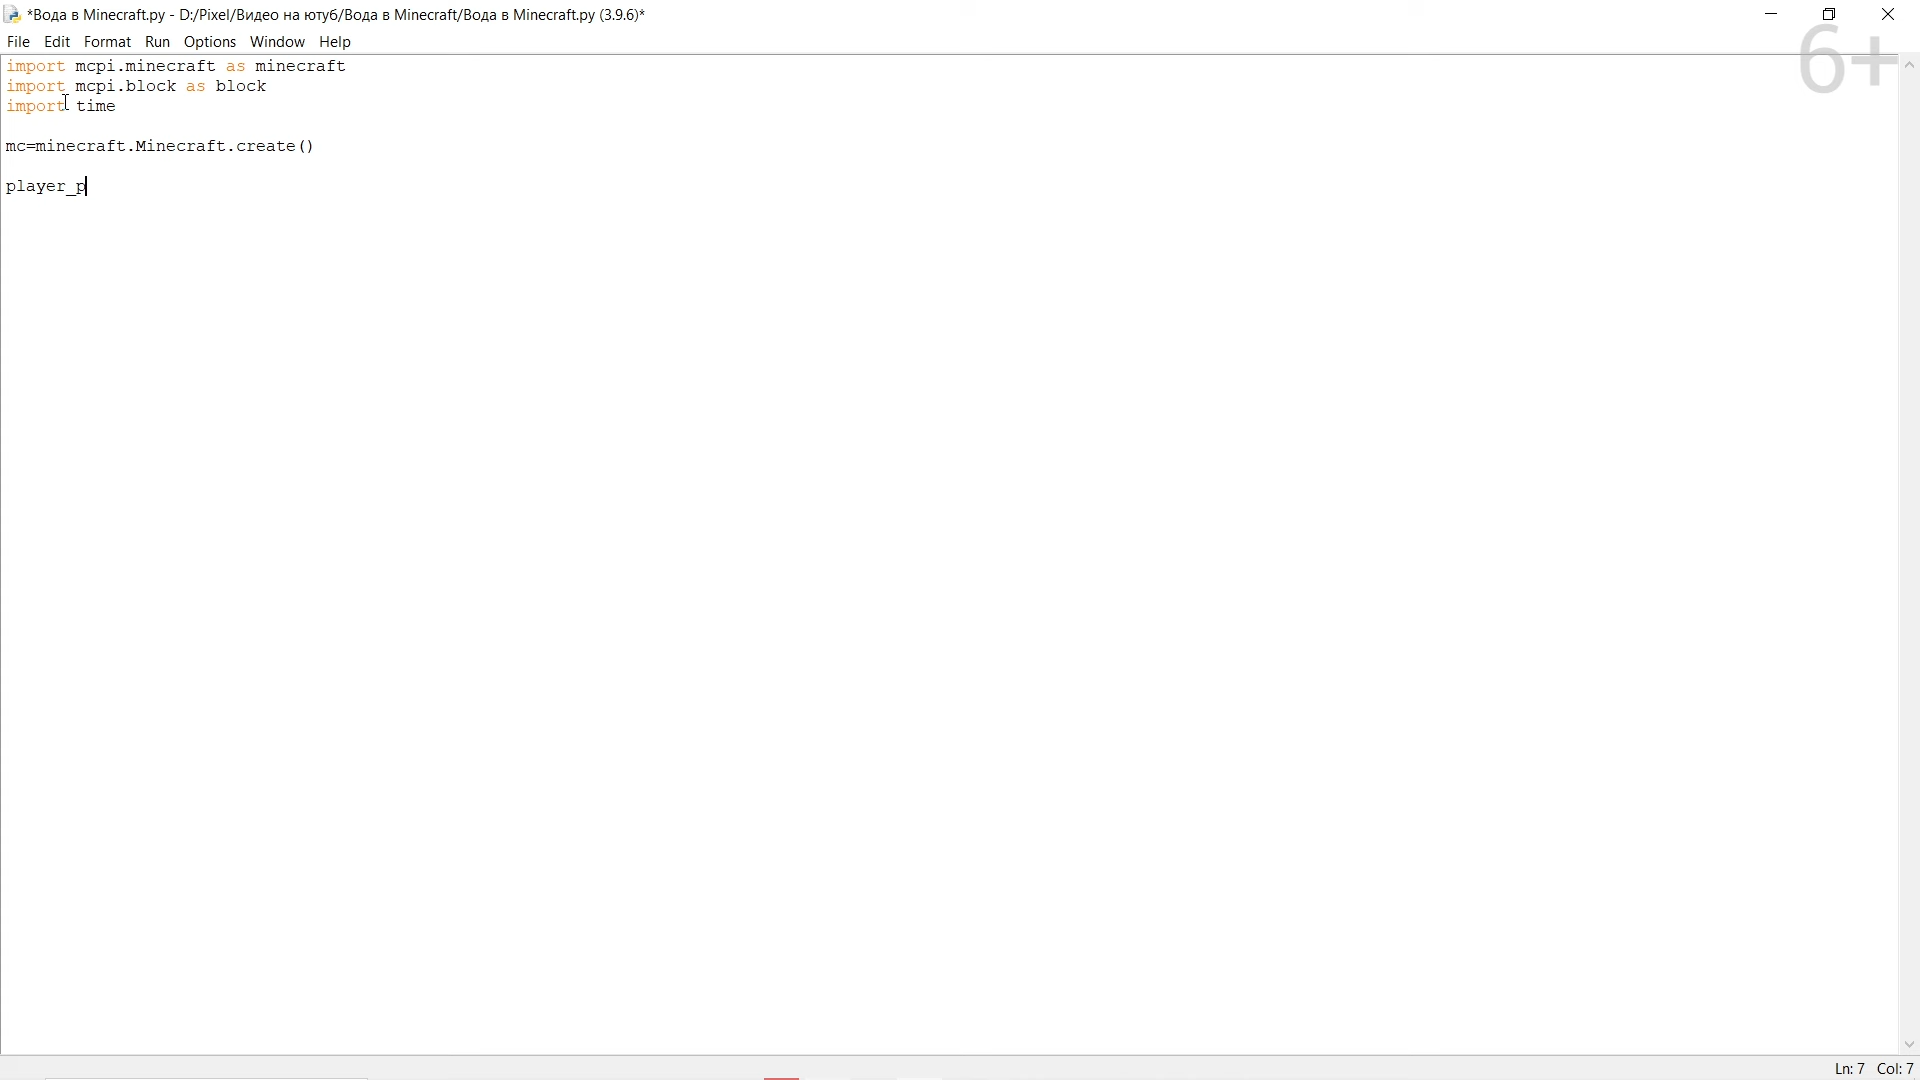 *Вода в Minecraft.py - D:/Pixel/Видео на ютуб/Вода в Minecraft/Вода в Minecraft.py (3.9.6)*
File Edit Format Run Options Window Help
6+
import mcpi.minecraft as minecraft
import mcpi.block as block
import time
mc=minecraft.Minecraft.create()
player_p
Ln: 7 Col: 7